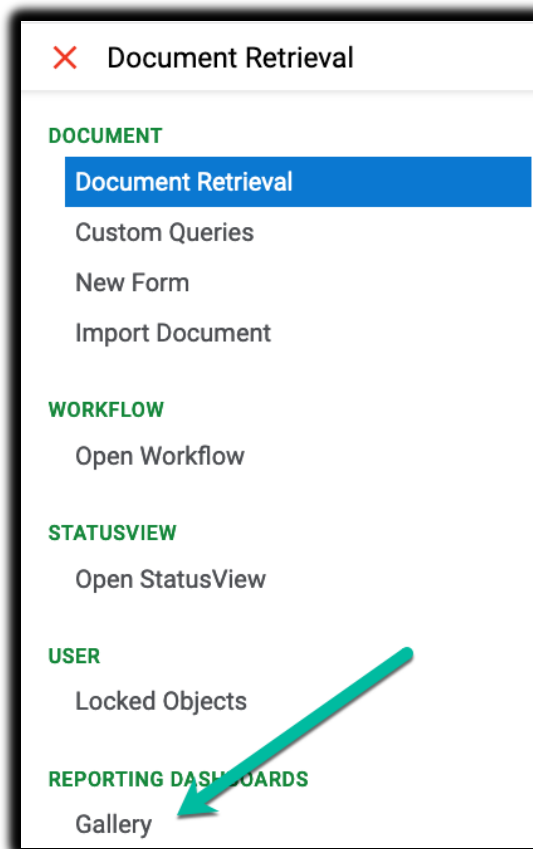 Document Retrieval
DOCUMENT
Document Retrieval
Custom Queries
New Form
Import Document
WORKFLOW
Open Workflow
STATUSVIEW
Open StatusView
USER
Locked Objects
REPORTING DASHBOARDS
Gallery